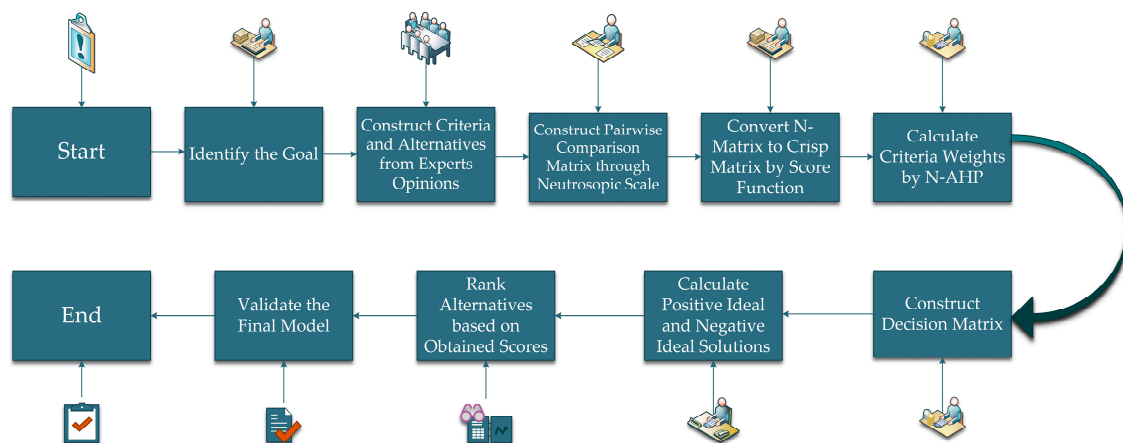 Start
Identify the Goal
Construct Criteria
and Alternatives
from Experts
Opinions
Construct Pairwise
Comparison
Matrix through
Neutrosopic Scale
Convert N-
Matrix to Crisp
Matrix by Score
Function
Calculate
Criteria Weights
by N-AHP
End
Validate the
Final Model
Rank
Alternatives
based on
Obtained Scores
Calculate
Positive Ideal
and Negative
Ideal Solutions
Construct
Decision Matrix